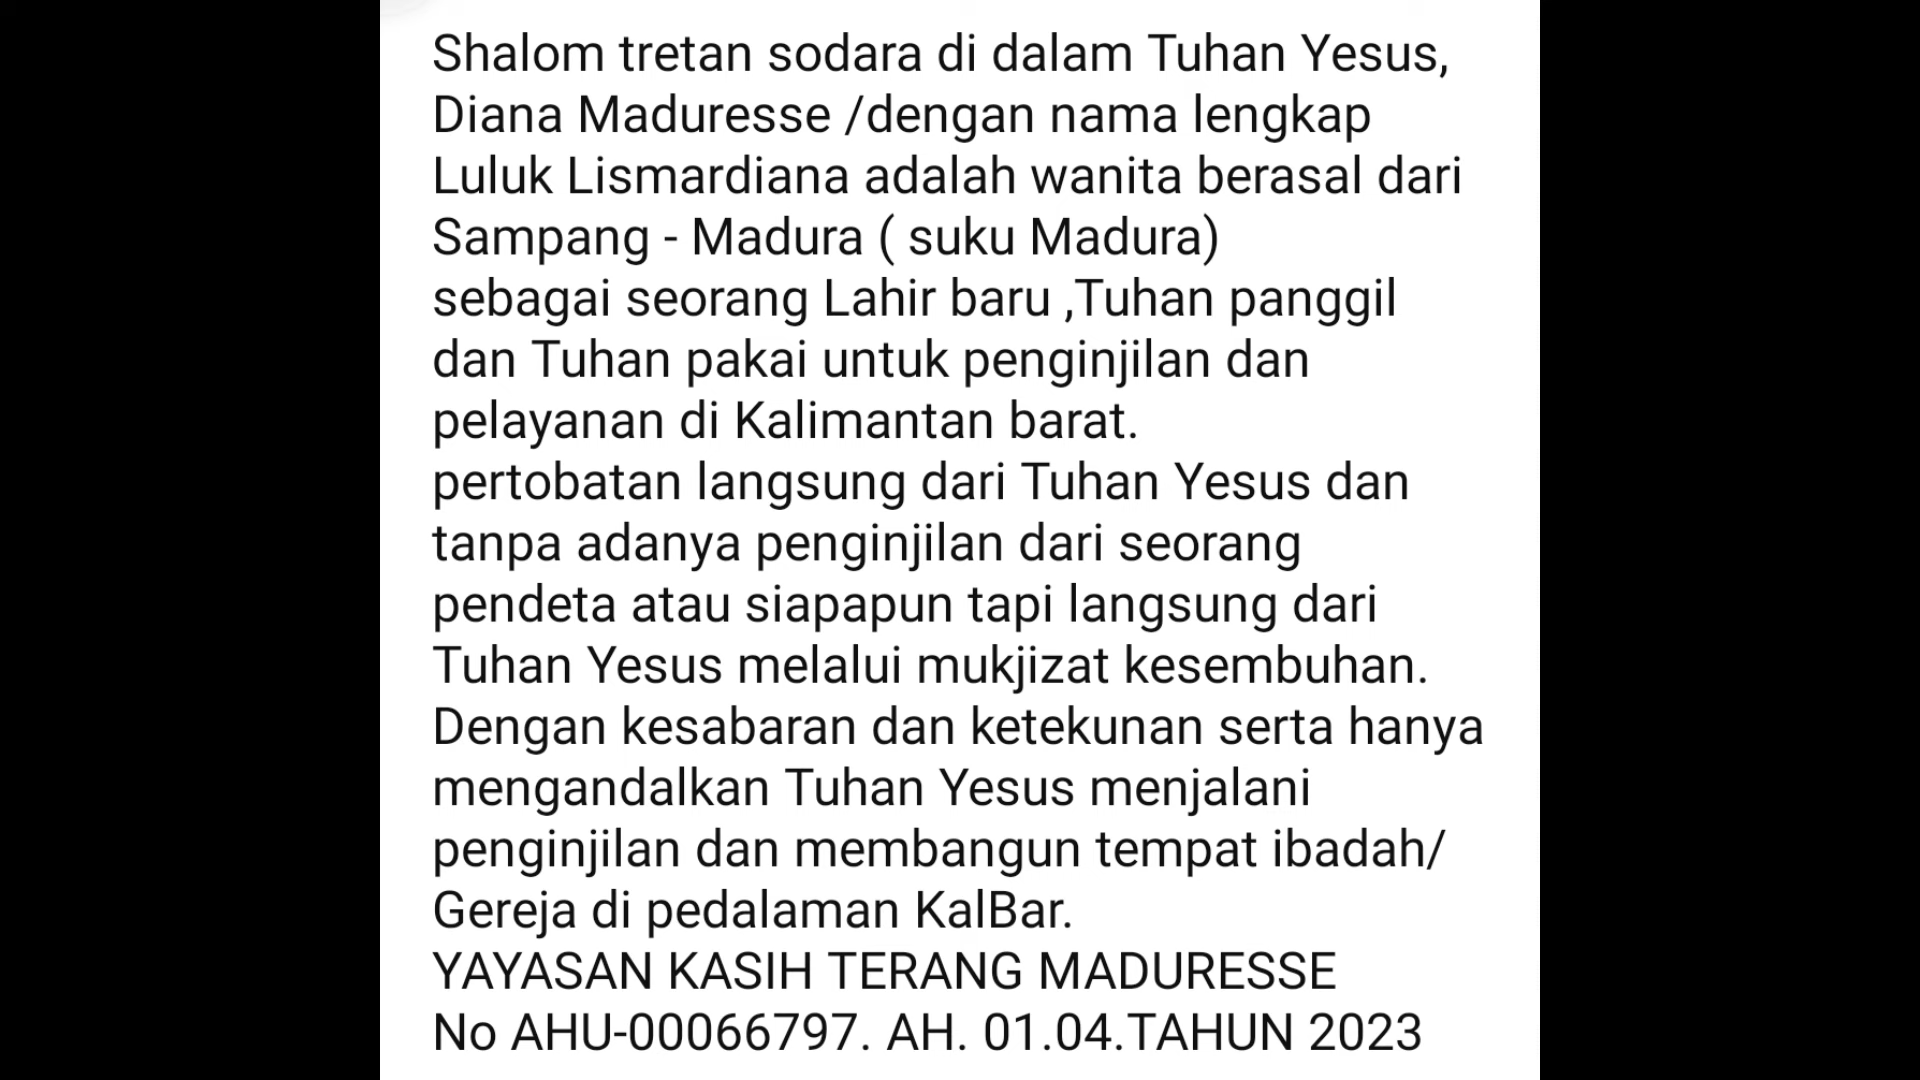 Shalom tretan sodara di dalam Tuhan Yesus,
Diana Maduresse /dengan nama lengkap
Luluk Lismardiana adalah wanita berasal dari
Sampang - Madura ( suku Madura)
sebagai seorang Lahir baru ,Tuhan panggil
dan Tuhan pakai untuk penginjilan dan
pelayanan di Kalimantan barat.
pertobatan langsung dari Tuhan Yesus dan
tanpa adanya penginjilan dari seorang
pendeta atau siapapun tapi langsung dari
Tuhan Yesus melalui mukjizat kesembuhan.
Dengan kesabaran dan ketekunan serta hanya
mengandalkan Tuhan Yesus menjalani
penginjilan dan membangun tempat ibadah/
Gereja di pedalaman KalBar.
YAYASAN KASIH TERANG MADURESSE
No AHU-00066797. AH. 01.04.TAHUN 2023